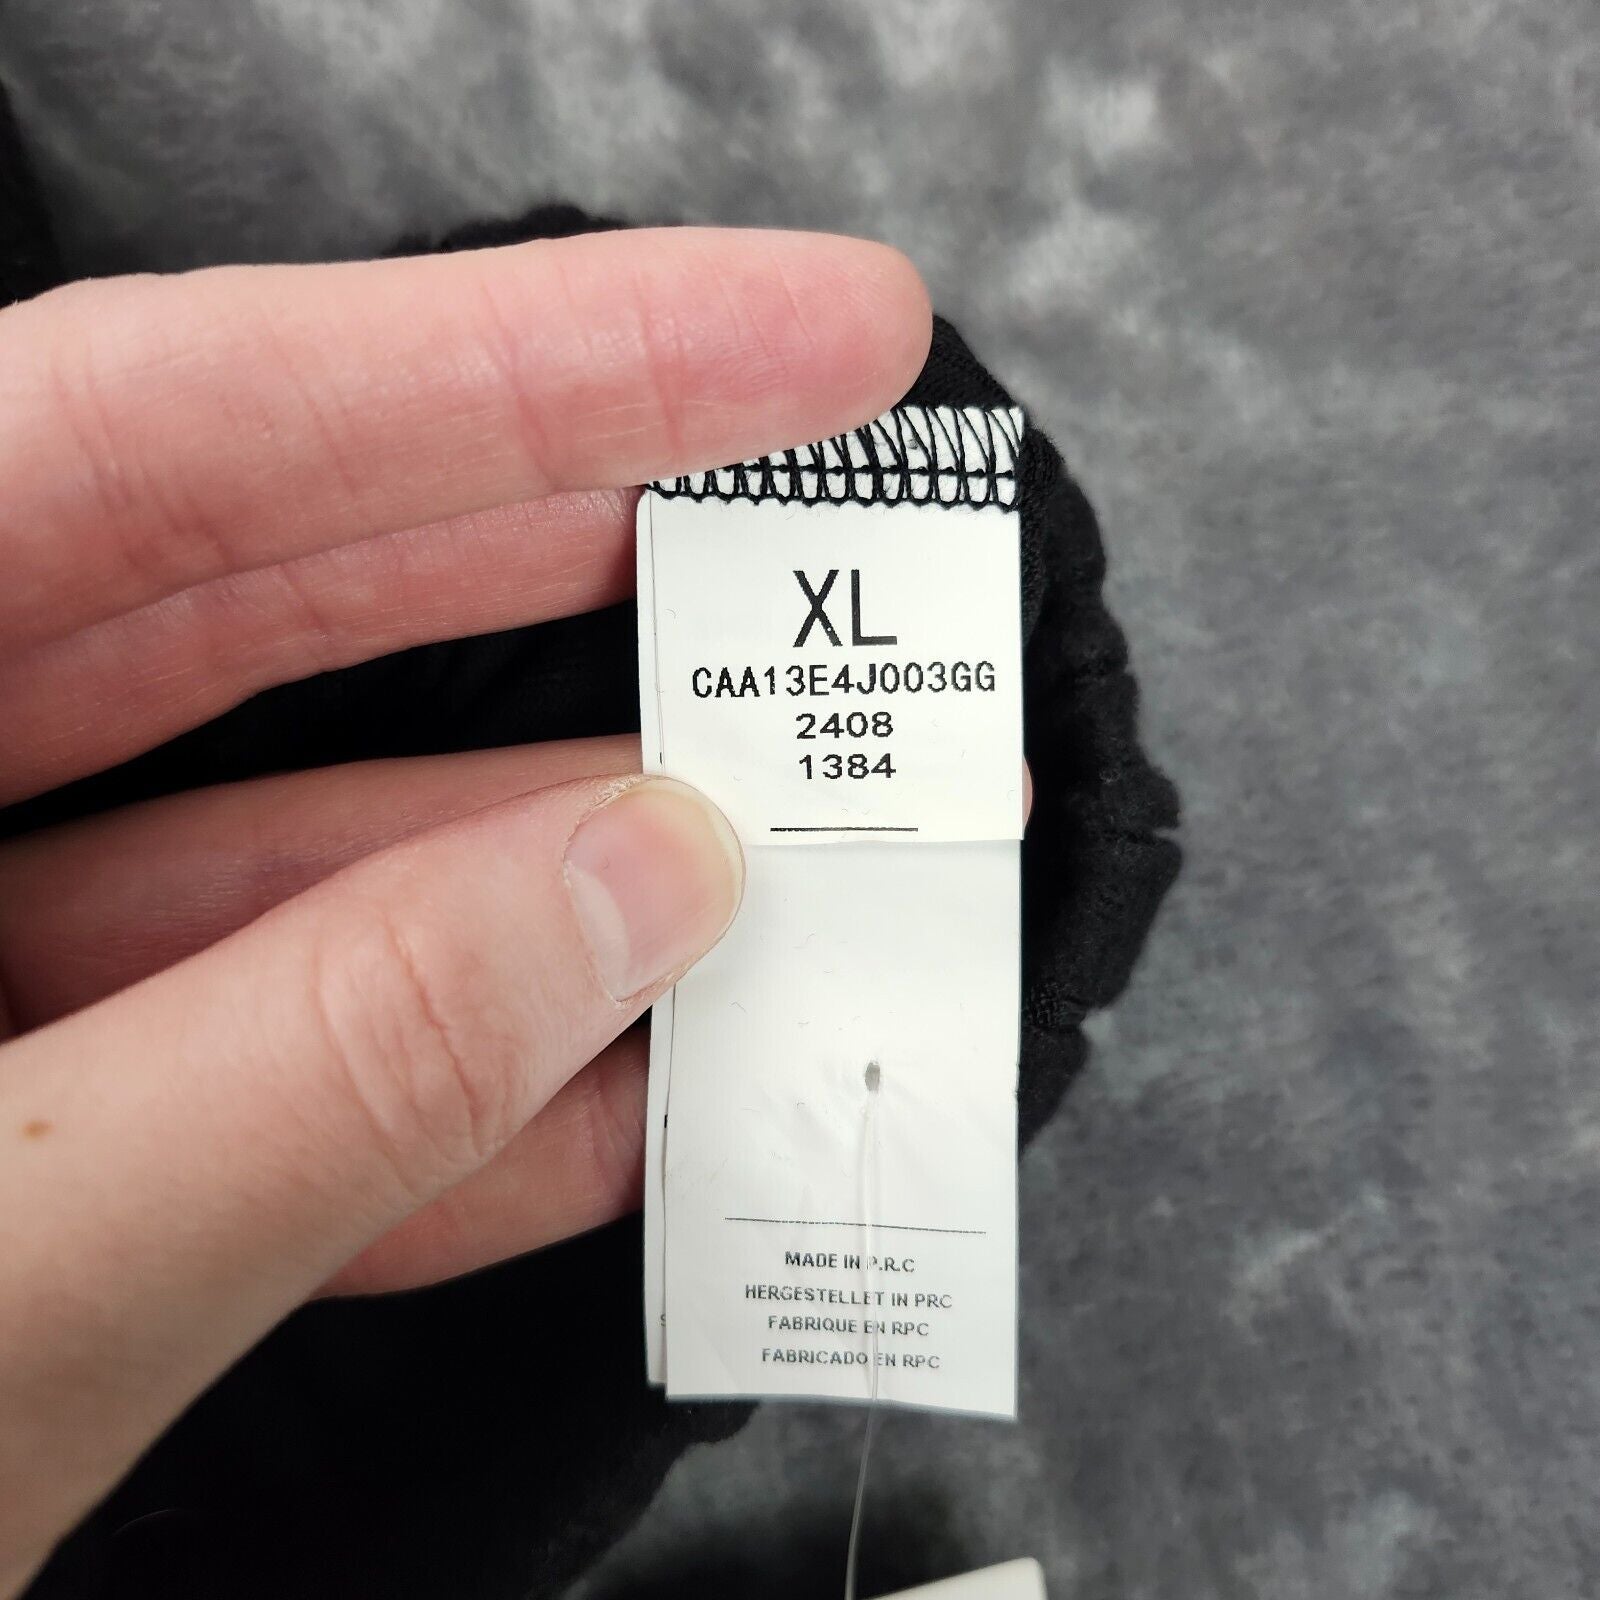 XL
CAA13E4J003GG
2408
1384
MADE IN P.R.C
HERGESTELLET IN PRC
FABRIQUE EN RPC
FABRICADO EN RPC